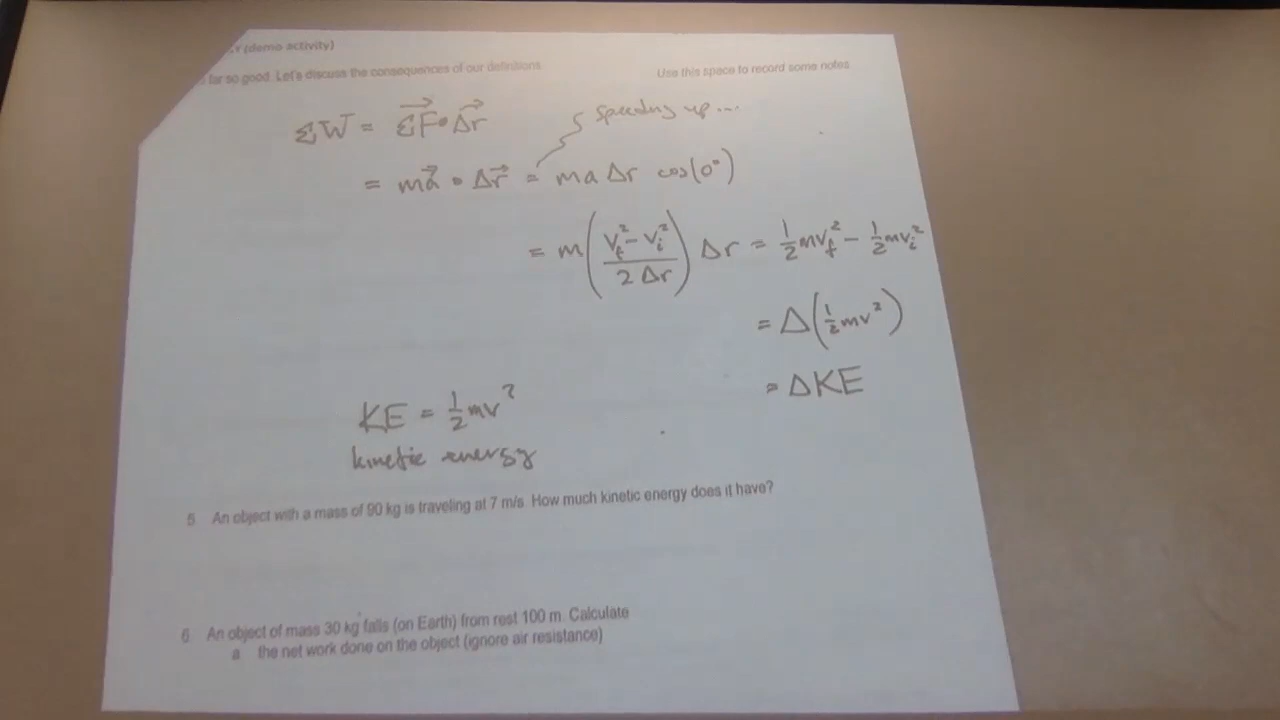 (demo activity)
far so good. Let's discuss the consequences of our definitions.
Use this space to record some notes
ΣW = ΣF⃗ • Δr⃗
speeding up...
= ma⃗ • Δr⃗ = ma Δr cos(0°)
= m((v_f² - v_i²)/(2 Δr)) Δr = ½mv_f² - ½mv_i²
= Δ(½mv²)
= ΔKE
KE = ½mv²
kinetic energy
5. An object with a mass of 90 kg is traveling at 7 m/s. How much kinetic energy does it have?
6. An object of mass 30 kg falls (on Earth) from rest 100 m. Calculate
a. the net work done on the object (ignore air resistance)